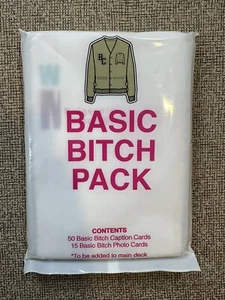 BC
BASIC
BITCH
PACK
CONTENTS
50 Basic Bitch Caption Cards
15 Basic Bitch Photo Cards
*To be added to main deck